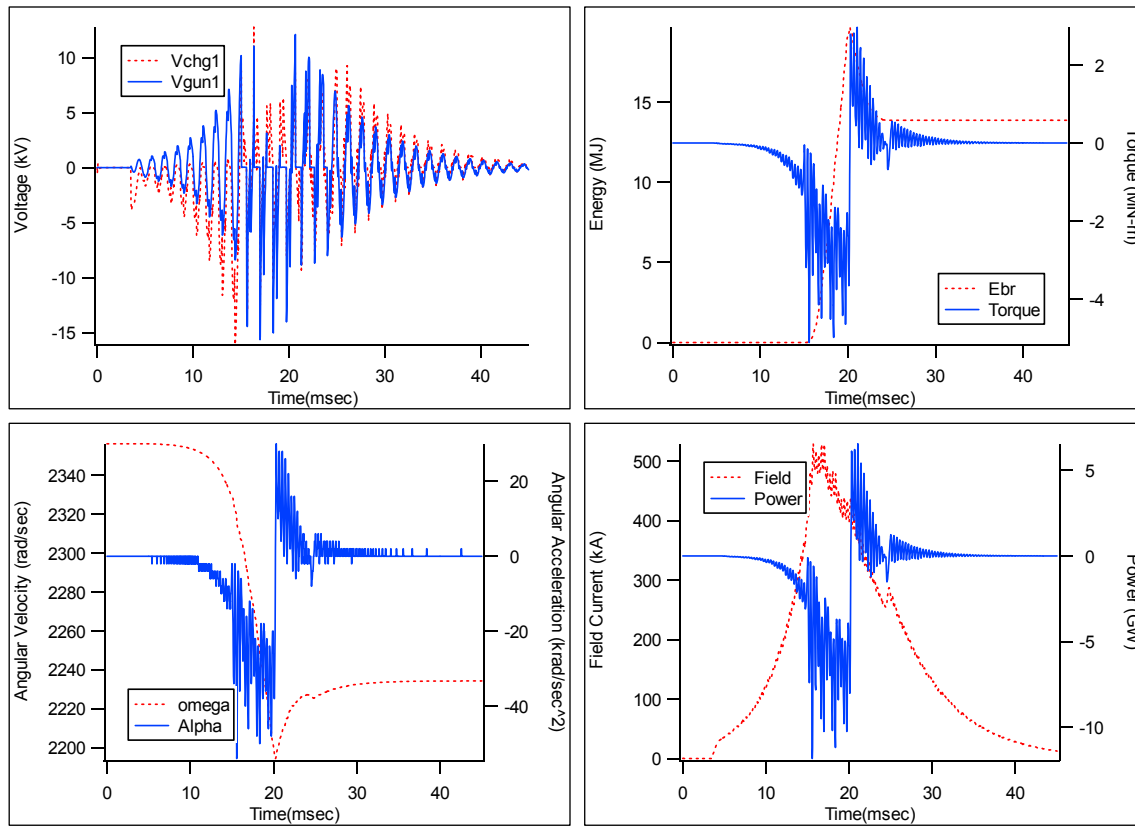 Voltage (kV)
10
5
0
-5
-10
-15
Vchg1
Vgun1
0
10
20
30
40
Time(msec)
Energy (MJ)
15
10
5
0
Ebr
Torque
2
0
-2
-4
Torque (MN-m)
0
10
20
30
40
Time(msec)
Angular Velocity (rad/sec)
2340
2320
2300
2280
2260
2240
2220
2200
omega
Alpha
20
0
-20
-40
Angular Acceleration (krad/sec^2)
0
10
20
30
40
Time(msec)
Field Current (kA)
500
400
300
200
100
0
Field
Power
5
0
-5
-10
Power (GW)
0
10
20
30
40
Time(msec)